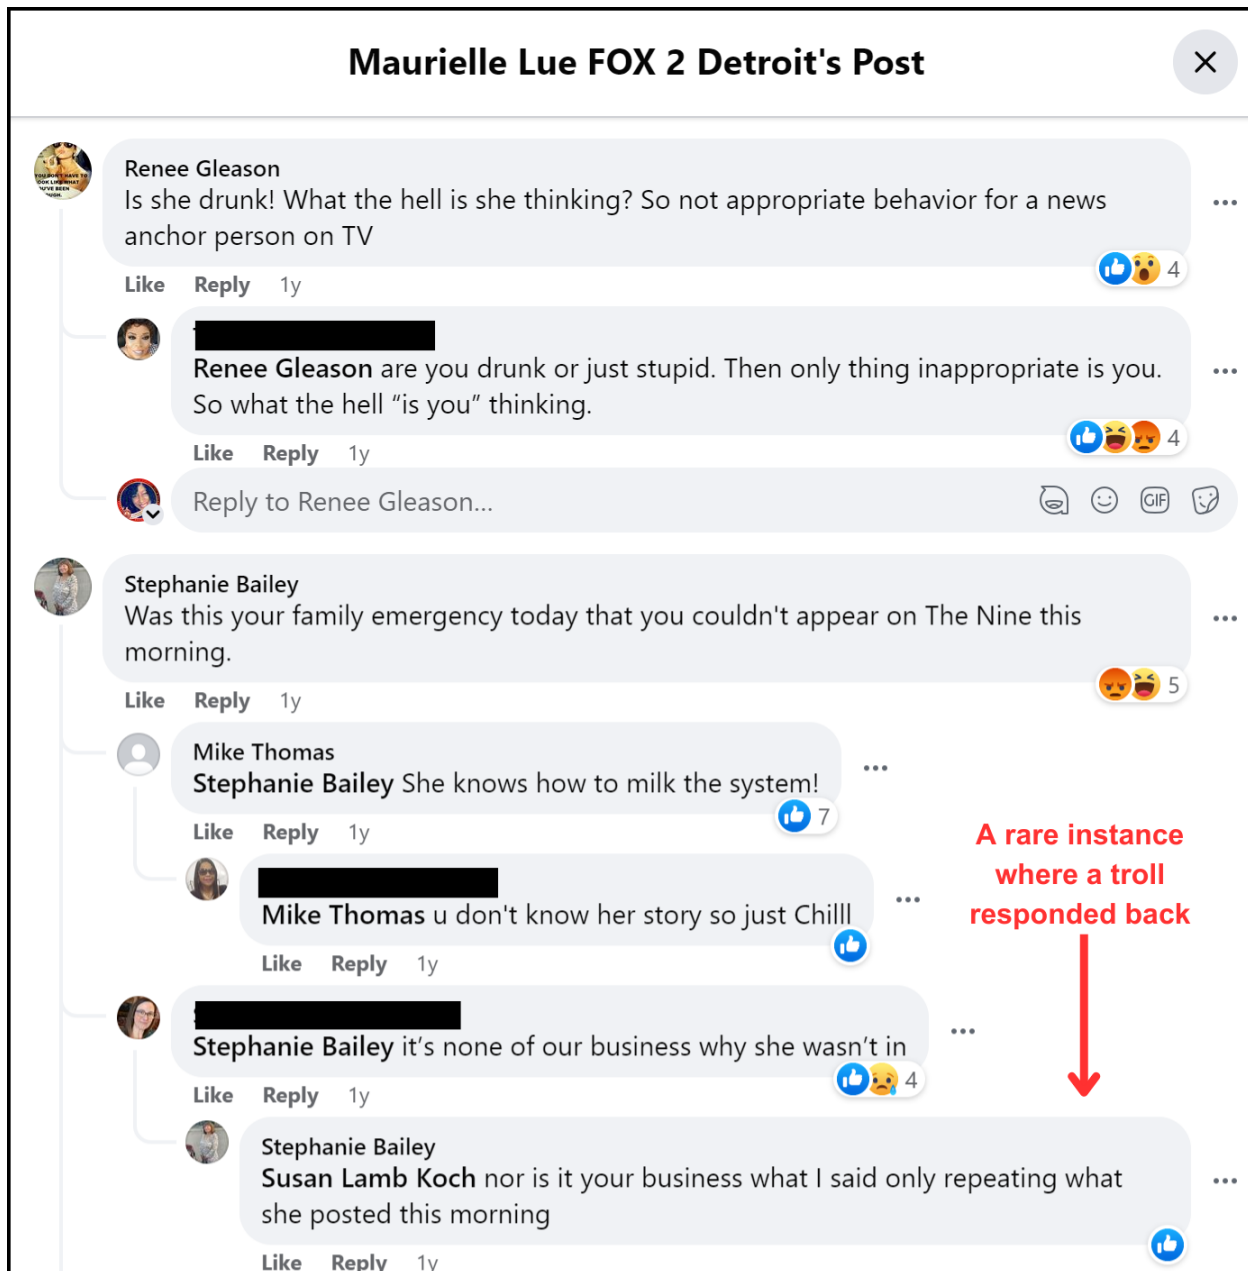 Maurielle Lue FOX 2 Detroit's Post
Renee Gleason
Is she drunk! What the hell is she thinking? So not appropriate behavior for a news
anchor person on TV
4
Like Reply 1y
Renee Gleason are you drunk or just stupid. Then only thing inappropriate is you.
So what the hell “is you” thinking.
4
Like Reply 1y
Reply to Renee Gleason...
GIF
Stephanie Bailey
Was this your family emergency today that you couldn't appear on The Nine this
morning.
5
Like Reply 1y
Mike Thomas
Stephanie Bailey She knows how to milk the system!
7
Like Reply 1y
A rare instance
where a troll
responded back
Mike Thomas u don't know her story so just Chilll
Like Reply 1y
Stephanie Bailey it’s none of our business why she wasn’t in
4
Like Reply 1y
Stephanie Bailey
Susan Lamb Koch nor is it your business what I said only repeating what
she posted this morning
Like Reply 1y